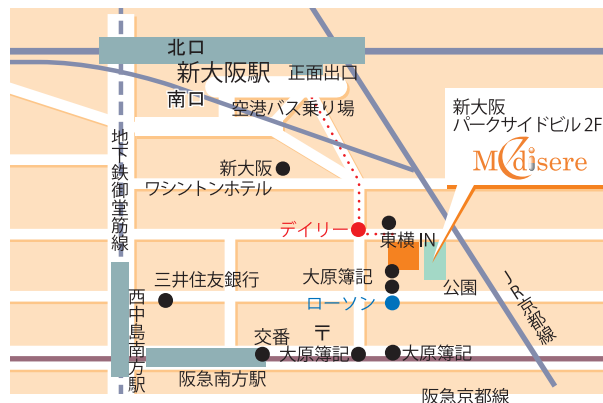 北口
新大阪駅
正面出口
南口
空港バス乗り場
新大阪
パークサイドビル 2F
Medisere
地下鉄御堂筋線
新大阪
ワシントンホテル
デイリー
東横 IN
三井住友銀行
大原簿記
公園
JR京都線
ローソン
西中島南方駅
交番
〒
大原簿記
大原簿記
阪急南方駅
阪急京都線